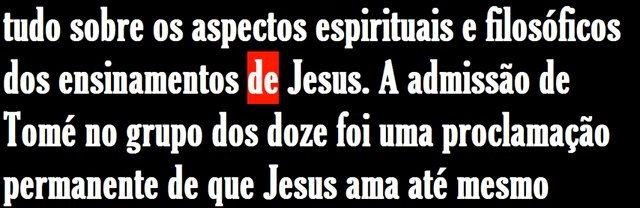 tudo sobre os aspectos espirituais e filosóficos
dos ensinamentos de Jesus. A admissão de
Tomé no grupo dos doze foi uma proclamação
permanente de que Jesus ama até mesmo